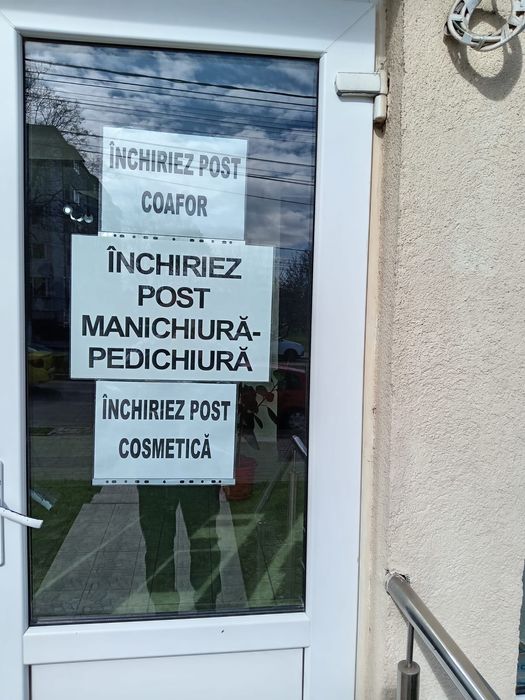 ÎNCHIRIEZ POST
COAFOR
ÎNCHIRIEZ
POST
MANICHIURĂ-
PEDICHIURĂ
ÎNCHIRIEZ POST
COSMETICĂ